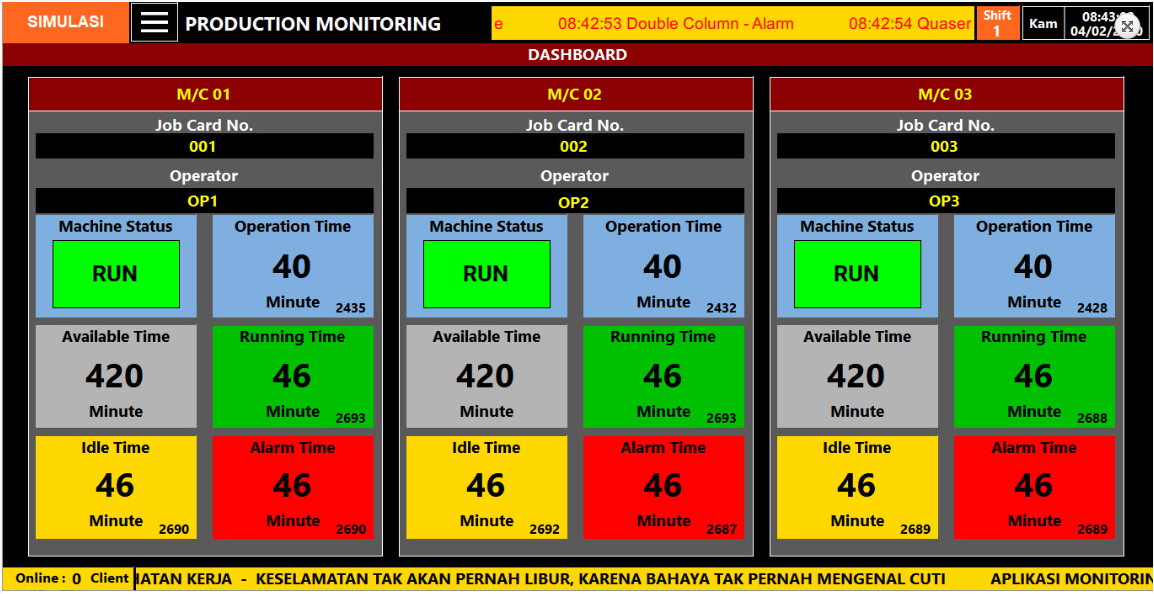 SIMULASI PRODUCTION MONITORING e 08:42:53 Double Column - Alarm 08:42:54 Quaser Shift 1 Kam 08:43:
04/02/
DASHBOARD
M/C 01
Job Card No.
001
Operator
OP1
Machine Status
RUN
Operation Time
40
Minute 2435
Available Time
420
Minute
Running Time
46
Minute 2693
Idle Time
46
Minute 2690
Alarm Time
46
Minute 2690
M/C 02
Job Card No.
002
Operator
OP2
Machine Status
RUN
Operation Time
40
Minute 2432
Available Time
420
Minute
Running Time
46
Minute 2693
Idle Time
46
Minute 2692
Alarm Time
46
Minute 2687
M/C 03
Job Card No.
003
Operator
OP3
Machine Status
RUN
Operation Time
40
Minute 2428
Available Time
420
Minute
Running Time
46
Minute 2688
Idle Time
46
Minute 2689
Alarm Time
46
Minute 2689
Online : 0 Client HATAN KERJA - KESELAMATAN TAK AKAN PERNAH LIBUR, KARENA BAHAYA TAK PERNAH MENGENAL CUTI APLIKASI MONITORIN